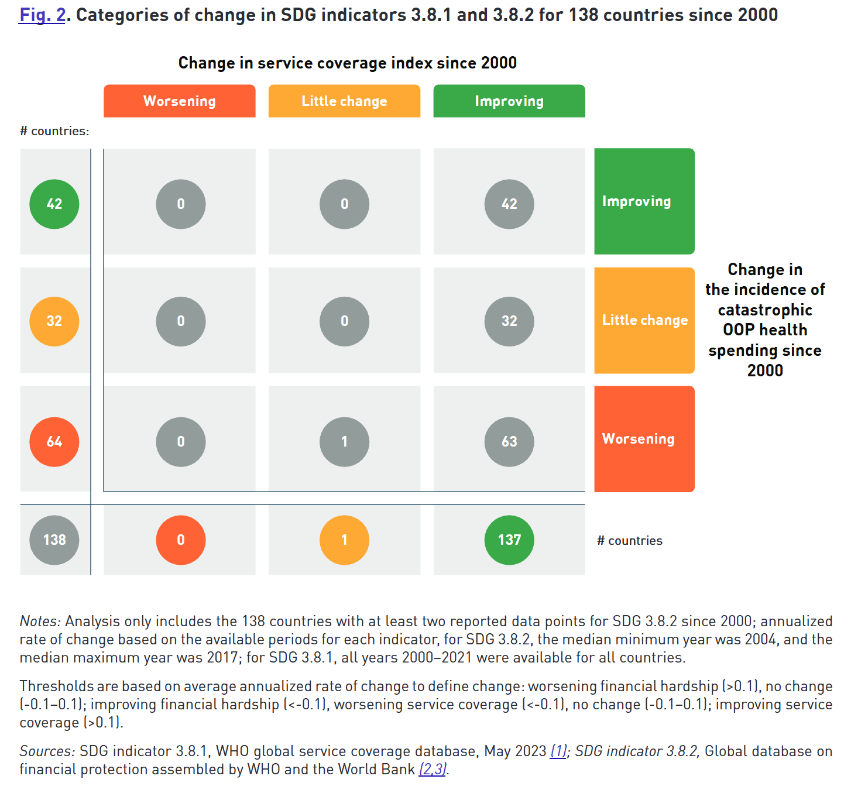 Fig. 2. Categories of change in SDG indicators 3.8.1 and 3.8.2 for 138 countries since 2000
Change in service coverage index since 2000
Worsening
Little change
Improving
# countries:
42
0
0
42
Improving
32
0
0
32
Little change
64
0
1
63
Worsening
Change in
the incidence of
catastrophic
OOP health
spending since
2000
138
0
1
137
# countries
Notes: Analysis only includes the 138 countries with at least two reported data points for SDG 3.8.2 since 2000; annualized
rate of change based on the available periods for each indicator, for SDG 3.8.2, the median minimum year was 2004, and the
median maximum year was 2017; for SDG 3.8.1, all years 2000–2021 were available for all countries.
Thresholds are based on average annualized rate of change to define change: worsening financial hardship (>0.1), no change
(-0.1–0.1); improving financial hardship (<-0.1), worsening service coverage (<-0.1), no change (-0.1–0.1); improving service
coverage (>0.1).
Sources: SDG indicator 3.8.1, WHO global service coverage database, May 2023 (1); SDG indicator 3.8.2, Global database on
financial protection assembled by WHO and the World Bank (2,3).